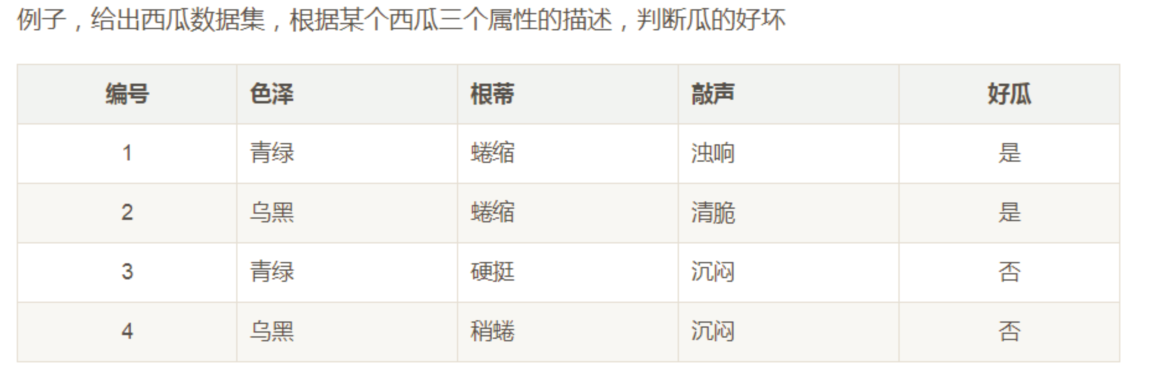 例子，给出西瓜数据集，根据某个西瓜三个属性的描述，判断瓜的好坏
编号 色泽 根蒂 敲声 好瓜
1 青绿 蜷缩 浊响 是
2 乌黑 蜷缩 清脆 是
3 青绿 硬挺 沉闷 否
4 乌黑 稍蜷 沉闷 否